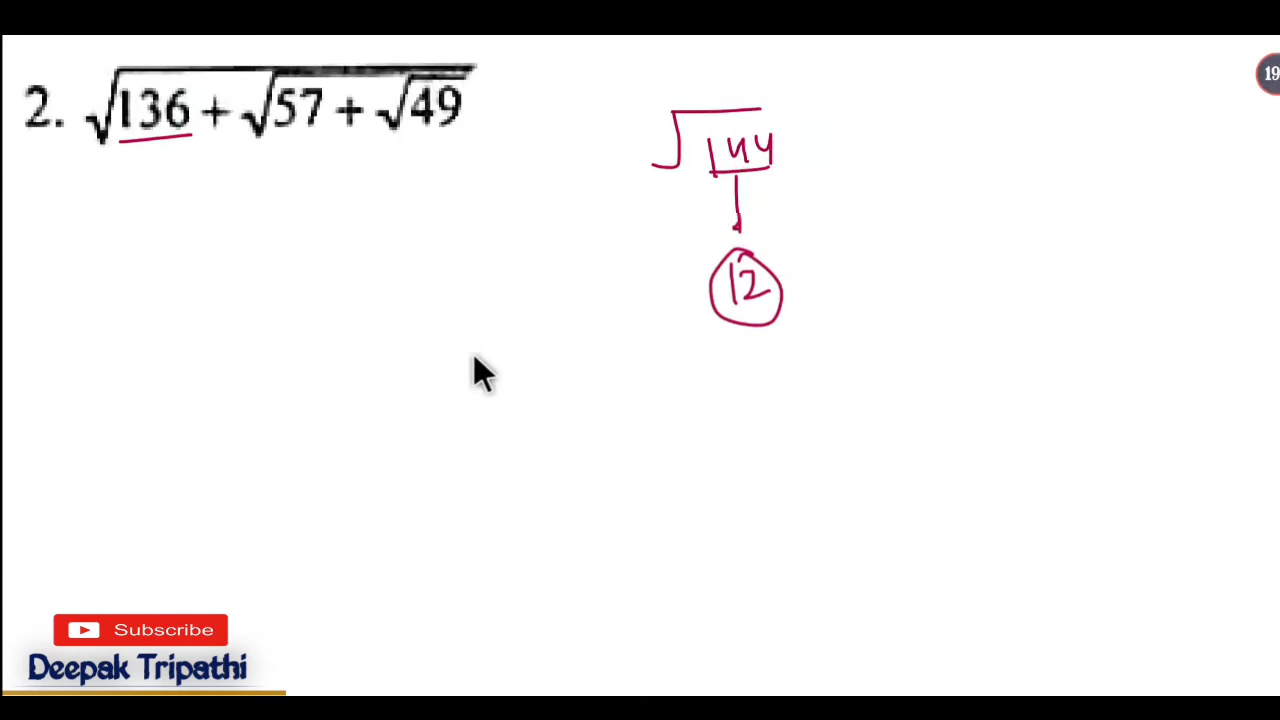 2. √136 + √57 + √49
√144
12
19
Subscribe
Deepak Tripathi